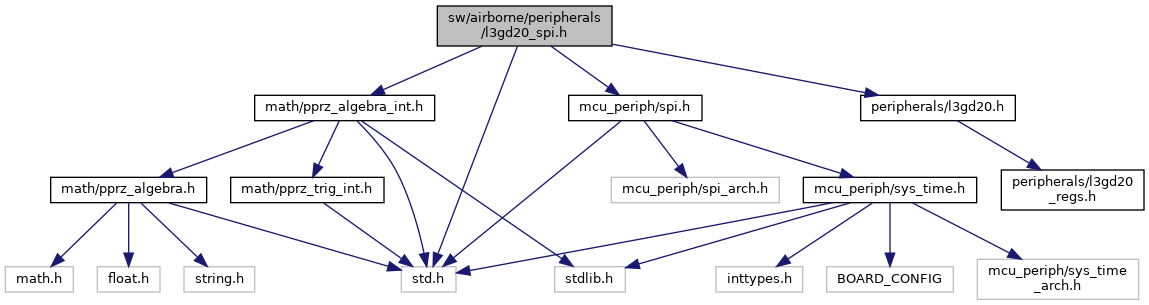 sw/airborne/peripherals
/l3gd20_spi.h
math/pprz_algebra_int.h
mcu_periph/spi.h
peripherals/l3gd20.h
math/pprz_algebra.h
math/pprz_trig_int.h
mcu_periph/spi_arch.h
mcu_periph/sys_time.h
peripherals/l3gd20
_regs.h
math.h
float.h
string.h
std.h
stdlib.h
inttypes.h
BOARD_CONFIG
mcu_periph/sys_time
_arch.h